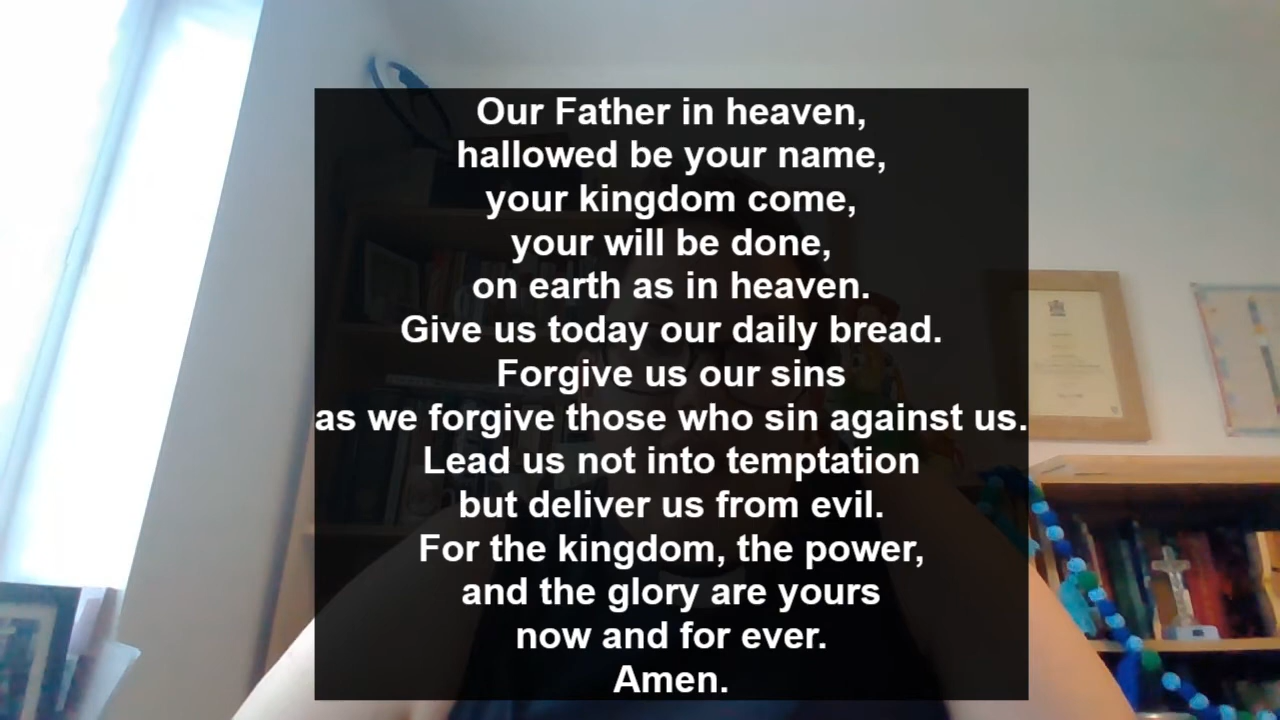 Our Father in heaven,
hallowed be your name,
your kingdom come,
your will be done,
on earth as in heaven.
Give us today our daily bread.
Forgive us our sins
as we forgive those who sin against us.
Lead us not into temptation
but deliver us from evil.
For the kingdom, the power,
and the glory are yours
now and for ever.
Amen.